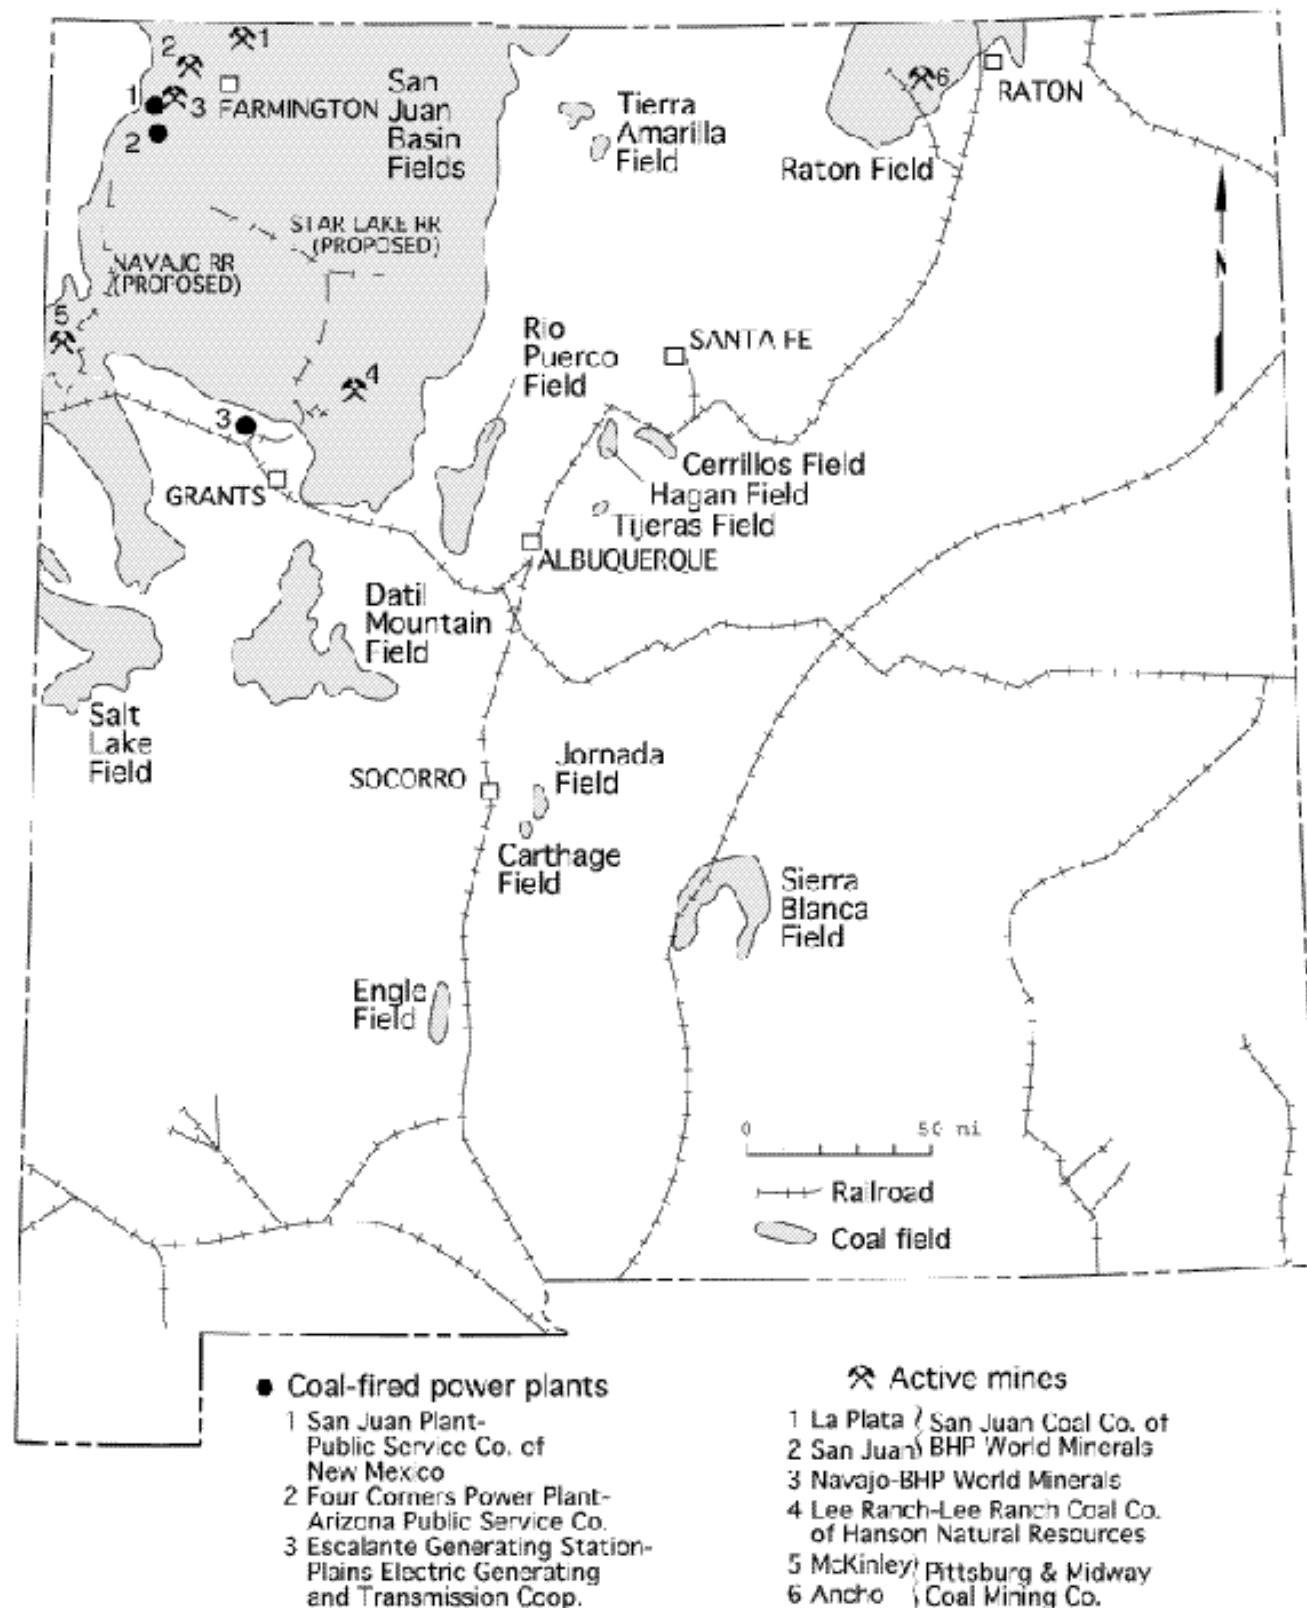 2
1
6
San
Juan
Basin
Fields
1
3
FARMINGTON
2
RATON
Tierra
Amarilla
Field
Raton Field
STAR LAKE RR
(PROPOSED)
NAVAJO RR
(PROPOSED)
N
5
Rio
Puerco
Field
SANTA FE
4
3
Cerrillos Field
Hagan Field
Tijeras Field
GRANTS
ALBUQUERQUE
Datil
Mountain
Field
Salt
Lake
Field
Jornada
Field
SOCORRO
Carthage
Field
Sierra
Blanca
Field
Engle
Field
0 50 mi
Railroad
Coal field
Coal-fired power plants
1 San Juan Plant-
Public Service Co. of
New Mexico
2 Four Corners Power Plant-
Arizona Public Service Co.
3 Escalante Generating Station-
Plains Electric Generating
and Transmission Coop.
Active mines
1 La Plata } San Juan Coal Co. of
2 San Juan } BHP World Minerals
3 Navajo-BHP World Minerals
4 Lee Ranch-Lee Ranch Coal Co.
of Hanson Natural Resources
5 McKinley } Pittsburg & Midway
6 Ancho } Coal Mining Co.